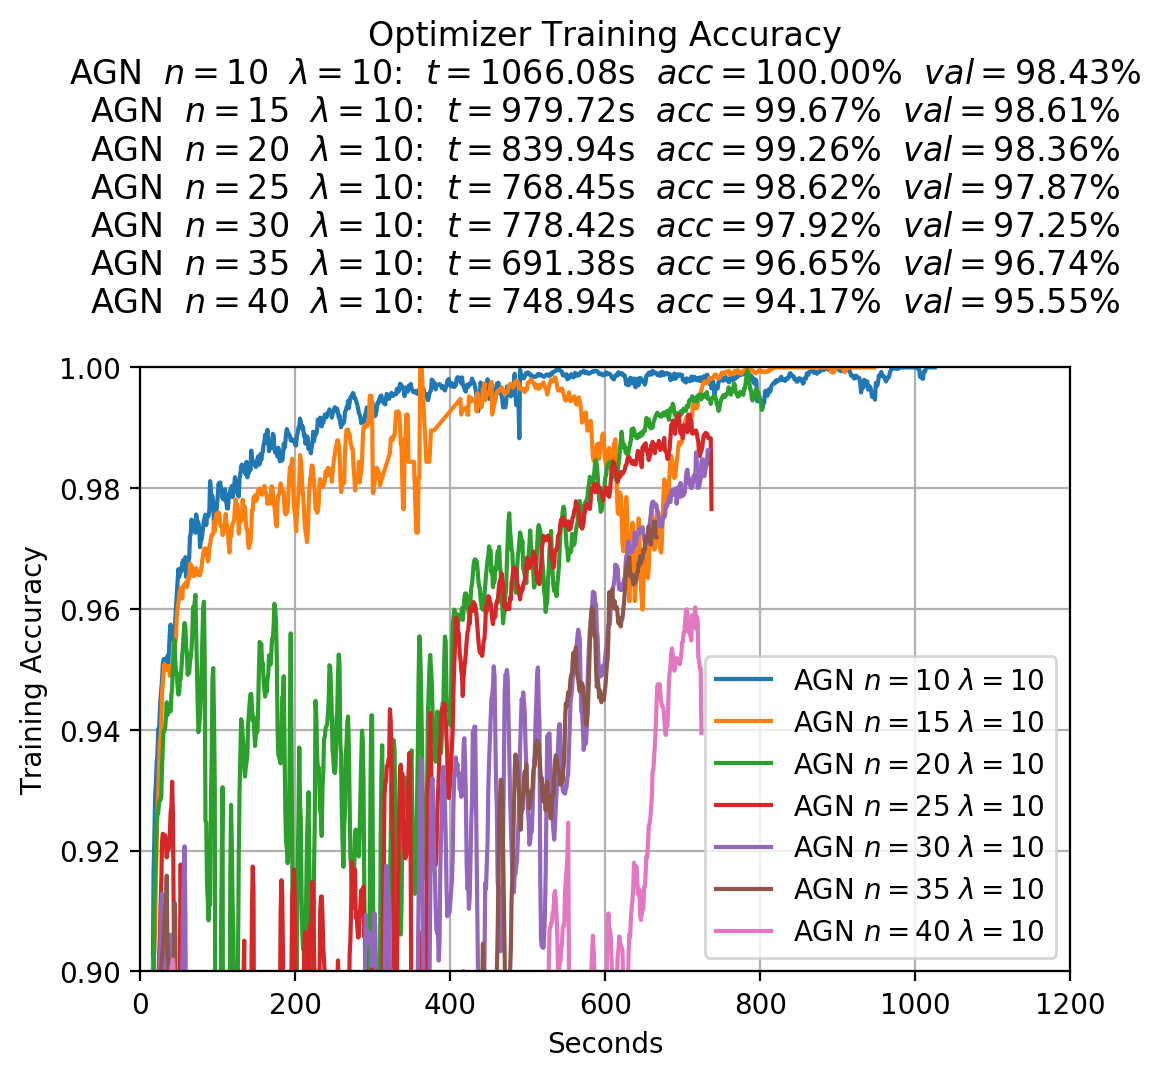 Optimizer Training Accuracy
AGN n = 10 λ = 10: t = 1066.08s acc = 100.00% val = 98.43%
AGN n = 15 λ = 10: t = 979.72s acc = 99.67% val = 98.61%
AGN n = 20 λ = 10: t = 839.94s acc = 99.26% val = 98.36%
AGN n = 25 λ = 10: t = 768.45s acc = 98.62% val = 97.87%
AGN n = 30 λ = 10: t = 778.42s acc = 97.92% val = 97.25%
AGN n = 35 λ = 10: t = 691.38s acc = 96.65% val = 96.74%
AGN n = 40 λ = 10: t = 748.94s acc = 94.17% val = 95.55%
1.00
0.98
0.96
0.94
0.92
0.90
Training Accuracy
AGN n = 10 λ = 10
AGN n = 15 λ = 10
AGN n = 20 λ = 10
AGN n = 25 λ = 10
AGN n = 30 λ = 10
AGN n = 35 λ = 10
AGN n = 40 λ = 10
0 200 400 600 800 1000 1200
Seconds